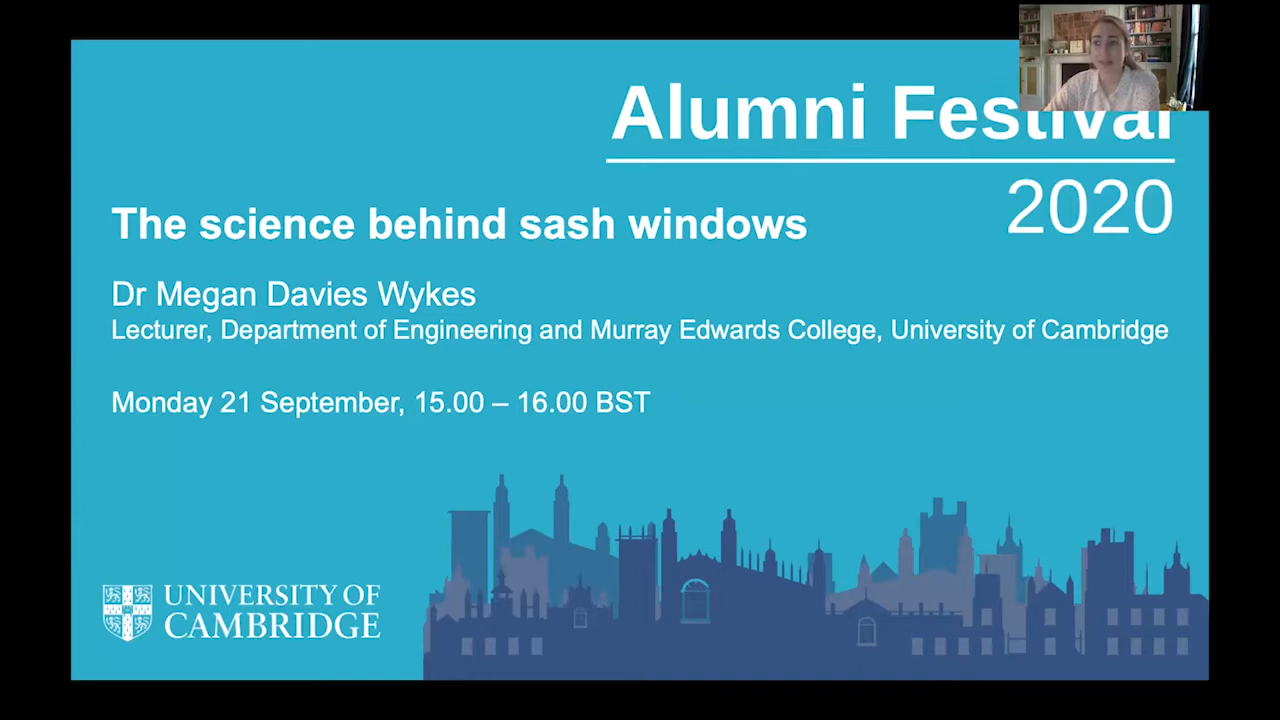 Alumni Festival
2020
The science behind sash windows
Dr Megan Davies Wykes
Lecturer, Department of Engineering and Murray Edwards College, University of Cambridge
Monday 21 September, 15.00 – 16.00 BST
UNIVERSITY OF
CAMBRIDGE